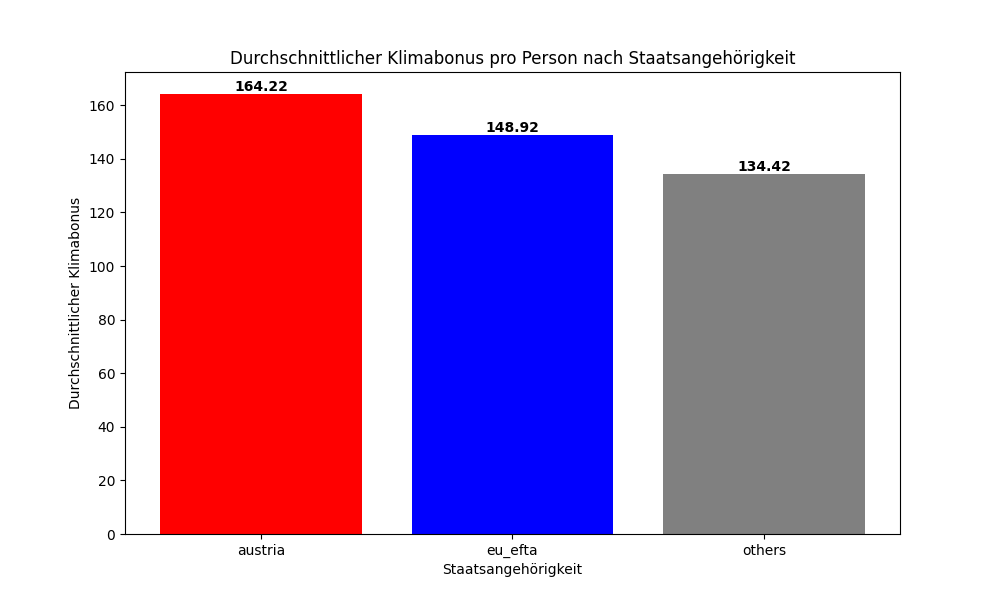 Durchschnittlicher Klimabonus pro Person nach Staatsangehörigkeit
164.22
148.92
134.42
160
140
120
100
80
60
40
20
0
Durchschnittlicher Klimabonus
austria
eu_efta
others
Staatsangehörigkeit